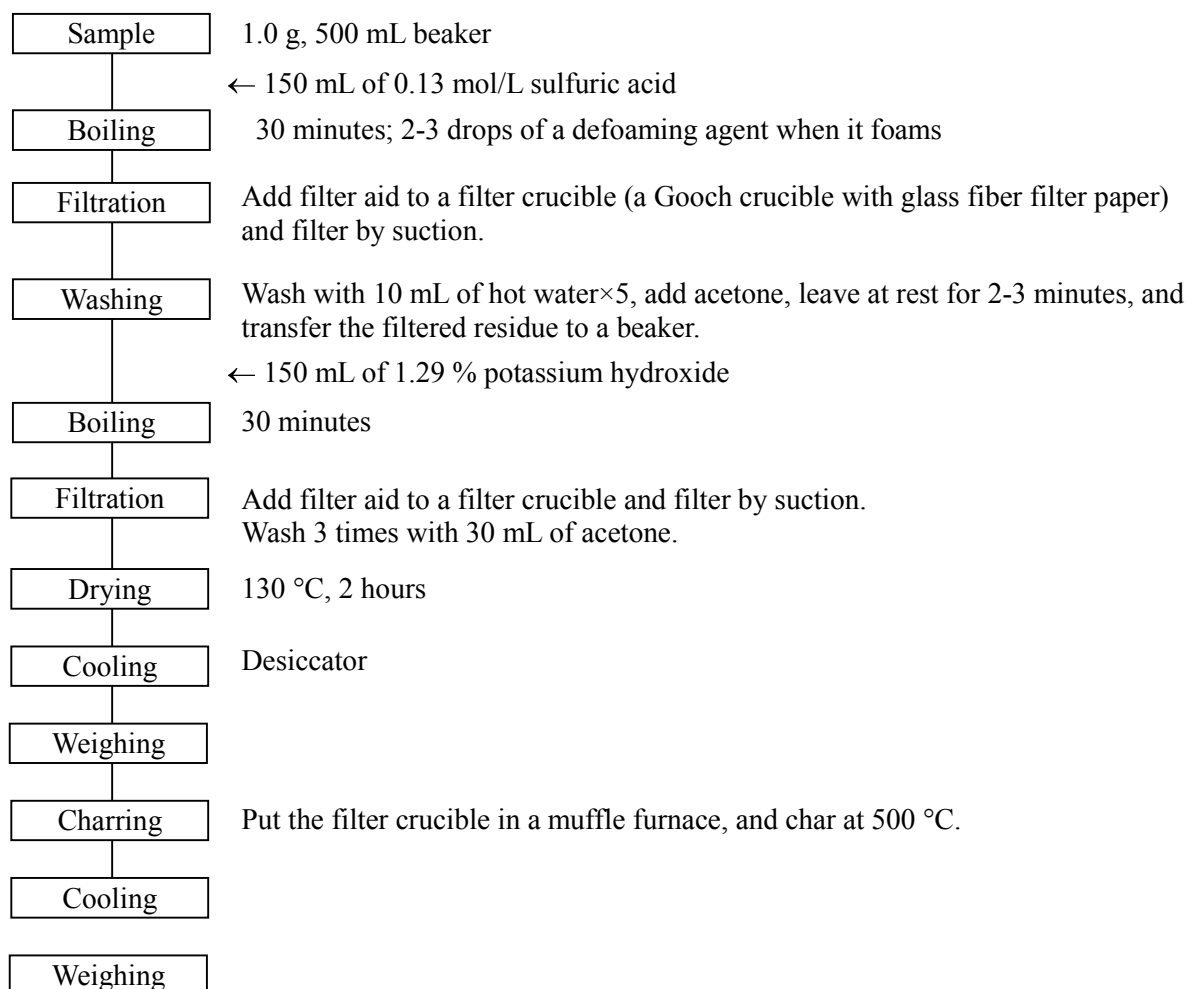 Sample 1.0 g, 500 mL beaker
← 150 mL of 0.13 mol/L sulfuric acid
Boiling 30 minutes; 2-3 drops of a defoaming agent when it foams
Filtration Add filter aid to a filter crucible (a Gooch crucible with glass fiber filter paper)
and filter by suction.
Washing Wash with 10 mL of hot water×5, add acetone, leave at rest for 2-3 minutes, and
transfer the filtered residue to a beaker.
← 150 mL of 1.29 % potassium hydroxide
Boiling 30 minutes
Filtration Add filter aid to a filter crucible and filter by suction.
Wash 3 times with 30 mL of acetone.
Drying 130 °C, 2 hours
Cooling Desiccator
Weighing
Charring Put the filter crucible in a muffle furnace, and char at 500 °C.
Cooling
Weighing